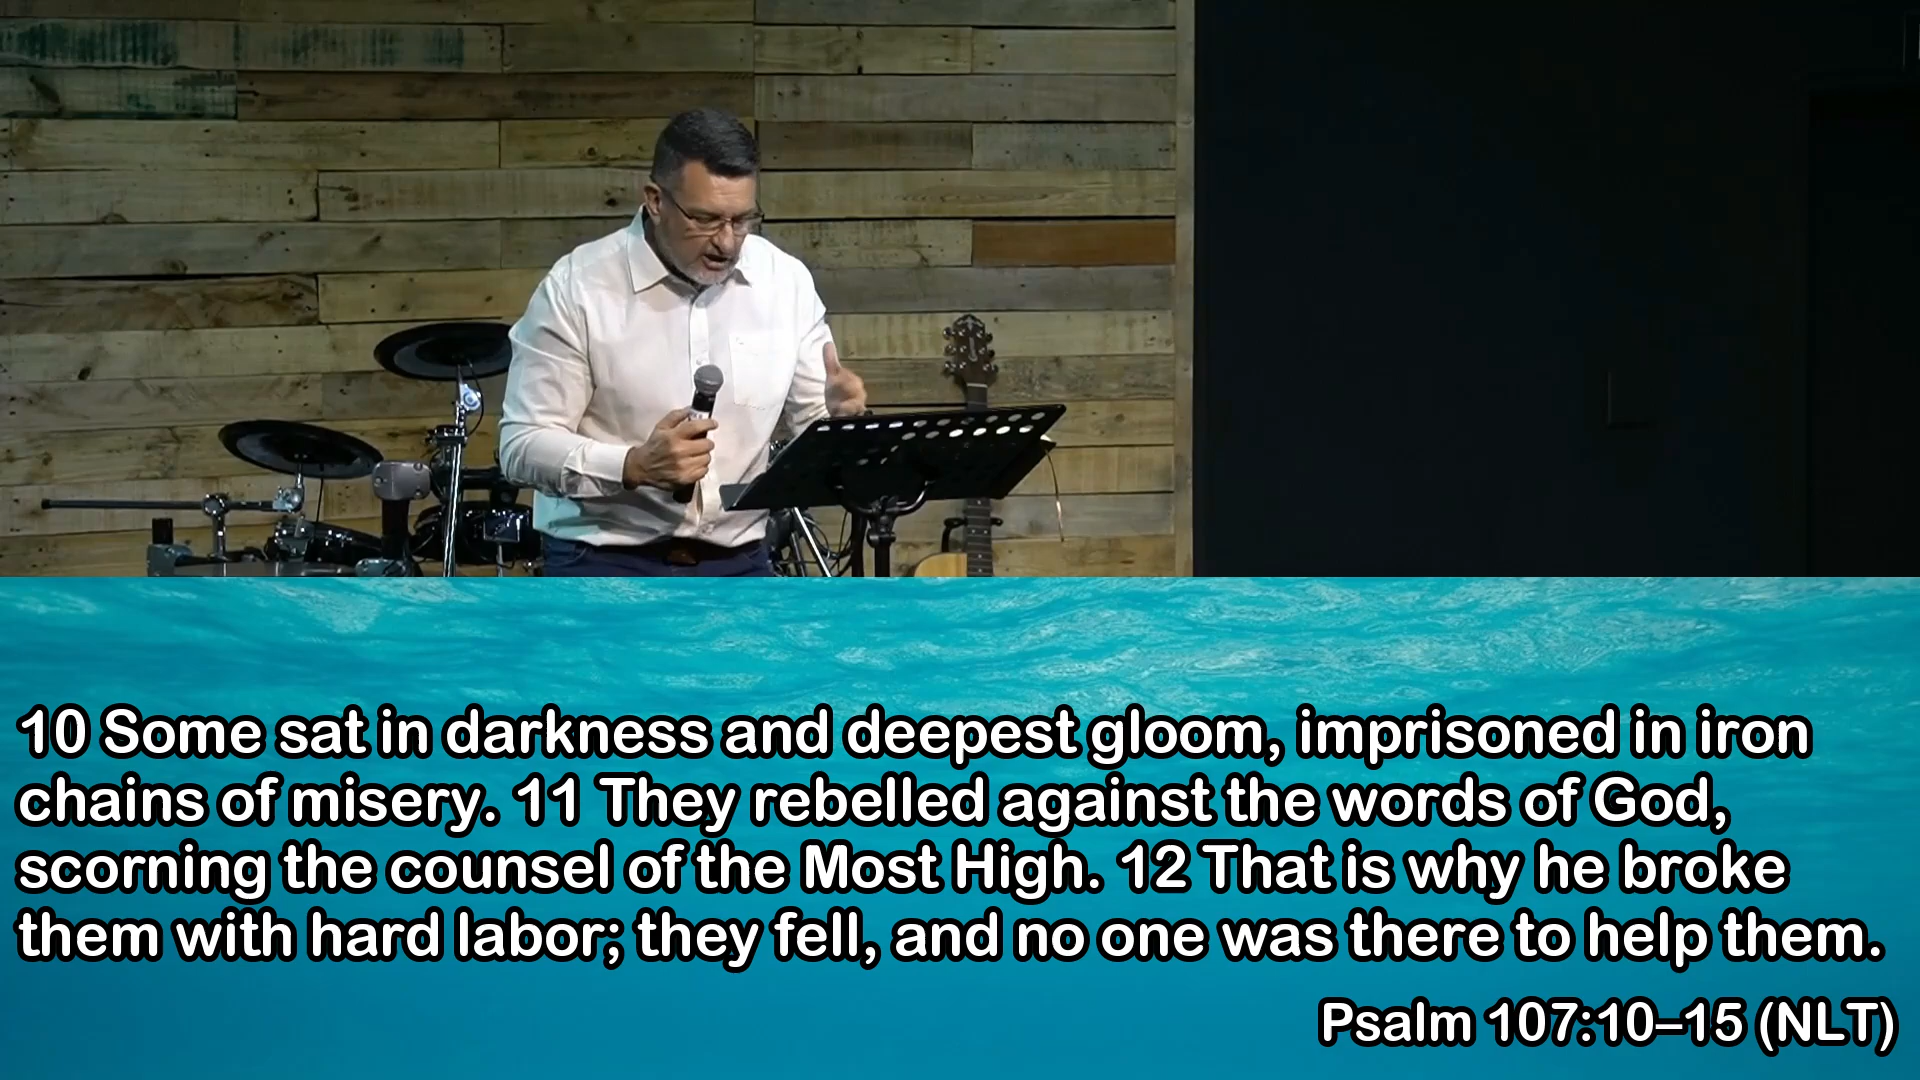 10 Some sat in darkness and deepest gloom, imprisoned in iron
chains of misery. 11 They rebelled against the words of God,
scorning the counsel of the Most High. 12 That is why he broke
them with hard labor; they fell, and no one was there to help them.
Psalm 107:10–15 (NLT)